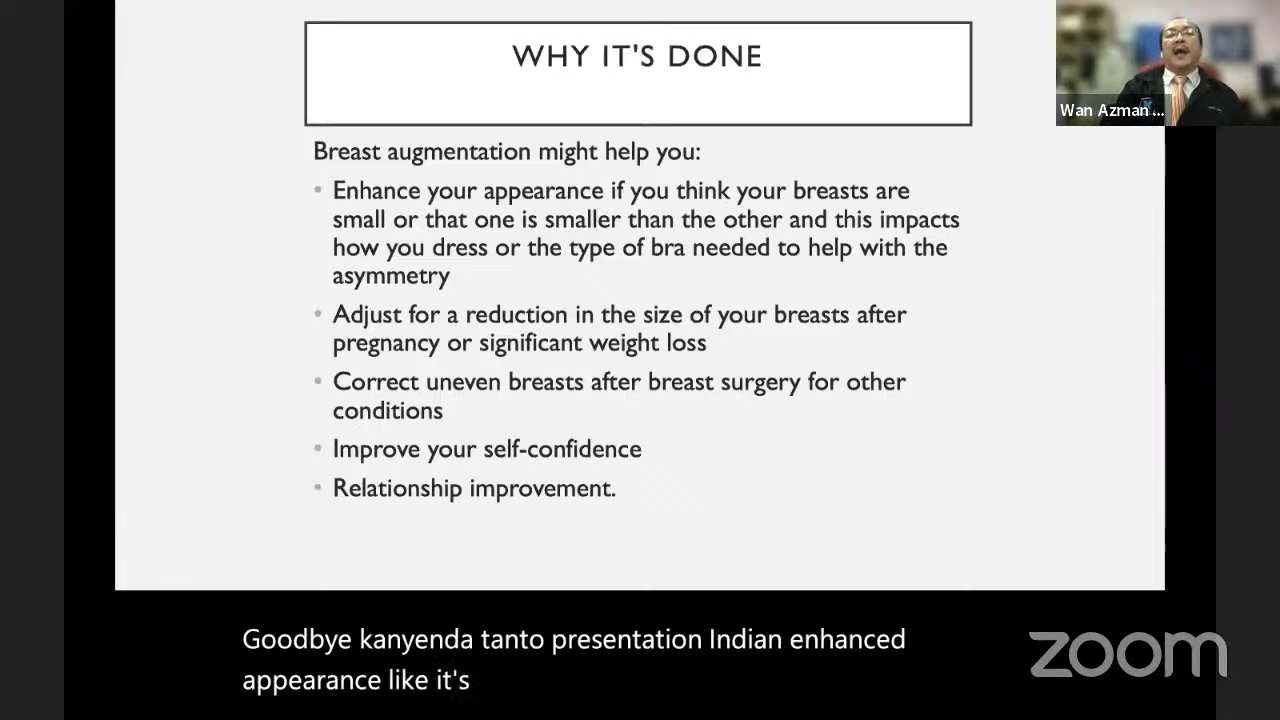 WHY IT'S DONE
Wan Azman ...
Breast augmentation might help you:
• Enhance your appearance if you think your breasts are
small or that one is smaller than the other and this impacts
how you dress or the type of bra needed to help with the
asymmetry
• Adjust for a reduction in the size of your breasts after
pregnancy or significant weight loss
• Correct uneven breasts after breast surgery for other
conditions
• Improve your self-confidence
• Relationship improvement.
Goodbye kanyenda tanto presentation Indian enhanced
appearance like it's
zoom